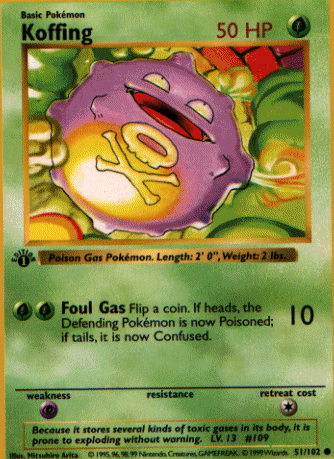 Basic Pokémon
Koffing 50 HP
EDITION
1
Poison Gas Pokémon. Length: 2' 0", Weight: 2 lbs.
Foul Gas Flip a coin. If heads, the
Defending Pokémon is now Poisoned; 10
if tails, it is now Confused.
weakness resistance retreat cost
Because it stores several kinds of toxic gases in its body, it is
prone to exploding without warning. LV. 13 #109
Illus. Mitsuhiro Arita © 1995, 96, 98, 99 Nintendo, Creatures, GAMEFREAK. © 1999 Wizards. 51/102